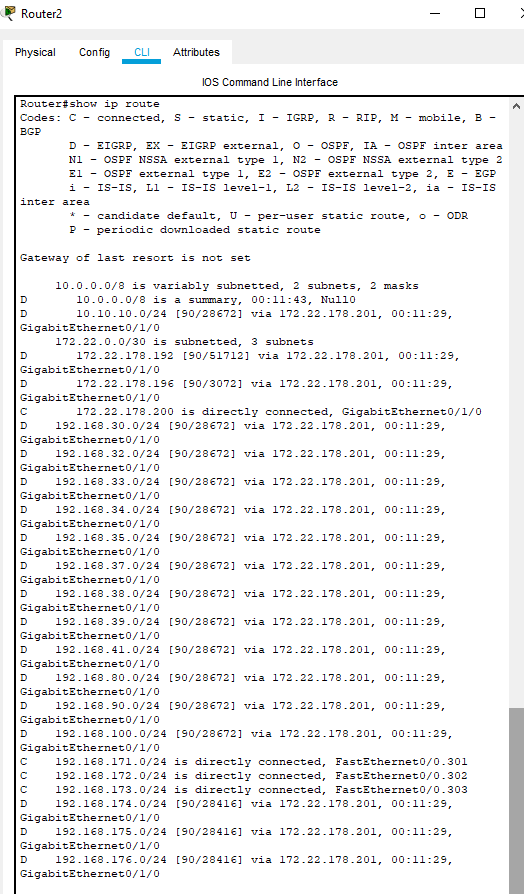 Router2
Physical Config CLI Attributes
IOS Command Line Interface
Router#show ip route
Codes: C - connected, S - static, I - IGRP, R - RIP, M - mobile, B -
BGP
D - EIGRP, EX - EIGRP external, O - OSPF, IA - OSPF inter area
N1 - OSPF NSSA external type 1, N2 - OSPF NSSA external type 2
E1 - OSPF external type 1, E2 - OSPF external type 2, E - EGP
i - IS-IS, L1 - IS-IS level-1, L2 - IS-IS level-2, ia - IS-IS
inter area
* - candidate default, U - per-user static route, o - ODR
P - periodic downloaded static route
Gateway of last resort is not set
10.0.0.0/8 is variably subnetted, 2 subnets, 2 masks
D 10.0.0.0/8 is a summary, 00:11:43, Null0
D 10.10.10.0/24 [90/28672] via 172.22.178.201, 00:11:29,
GigabitEthernet0/1/0
172.22.0.0/30 is subnetted, 3 subnets
D 172.22.178.192 [90/51712] via 172.22.178.201, 00:11:29,
GigabitEthernet0/1/0
D 172.22.178.196 [90/3072] via 172.22.178.201, 00:11:29,
GigabitEthernet0/1/0
C 172.22.178.200 is directly connected, GigabitEthernet0/1/0
D 192.168.30.0/24 [90/28672] via 172.22.178.201, 00:11:29,
GigabitEthernet0/1/0
D 192.168.32.0/24 [90/28672] via 172.22.178.201, 00:11:29,
GigabitEthernet0/1/0
D 192.168.33.0/24 [90/28672] via 172.22.178.201, 00:11:29,
GigabitEthernet0/1/0
D 192.168.34.0/24 [90/28672] via 172.22.178.201, 00:11:29,
GigabitEthernet0/1/0
D 192.168.35.0/24 [90/28672] via 172.22.178.201, 00:11:29,
GigabitEthernet0/1/0
D 192.168.37.0/24 [90/28672] via 172.22.178.201, 00:11:29,
GigabitEthernet0/1/0
D 192.168.38.0/24 [90/28672] via 172.22.178.201, 00:11:29,
GigabitEthernet0/1/0
D 192.168.39.0/24 [90/28672] via 172.22.178.201, 00:11:29,
GigabitEthernet0/1/0
D 192.168.41.0/24 [90/28672] via 172.22.178.201, 00:11:29,
GigabitEthernet0/1/0
D 192.168.80.0/24 [90/28672] via 172.22.178.201, 00:11:29,
GigabitEthernet0/1/0
D 192.168.90.0/24 [90/28672] via 172.22.178.201, 00:11:29,
GigabitEthernet0/1/0
D 192.168.100.0/24 [90/28672] via 172.22.178.201, 00:11:29,
GigabitEthernet0/1/0
C 192.168.171.0/24 is directly connected, FastEthernet0/0.301
C 192.168.172.0/24 is directly connected, FastEthernet0/0.302
C 192.168.173.0/24 is directly connected, FastEthernet0/0.303
D 192.168.174.0/24 [90/28416] via 172.22.178.201, 00:11:29,
GigabitEthernet0/1/0
D 192.168.175.0/24 [90/28416] via 172.22.178.201, 00:11:29,
GigabitEthernet0/1/0
D 192.168.176.0/24 [90/28416] via 172.22.178.201, 00:11:29,
GigabitEthernet0/1/0